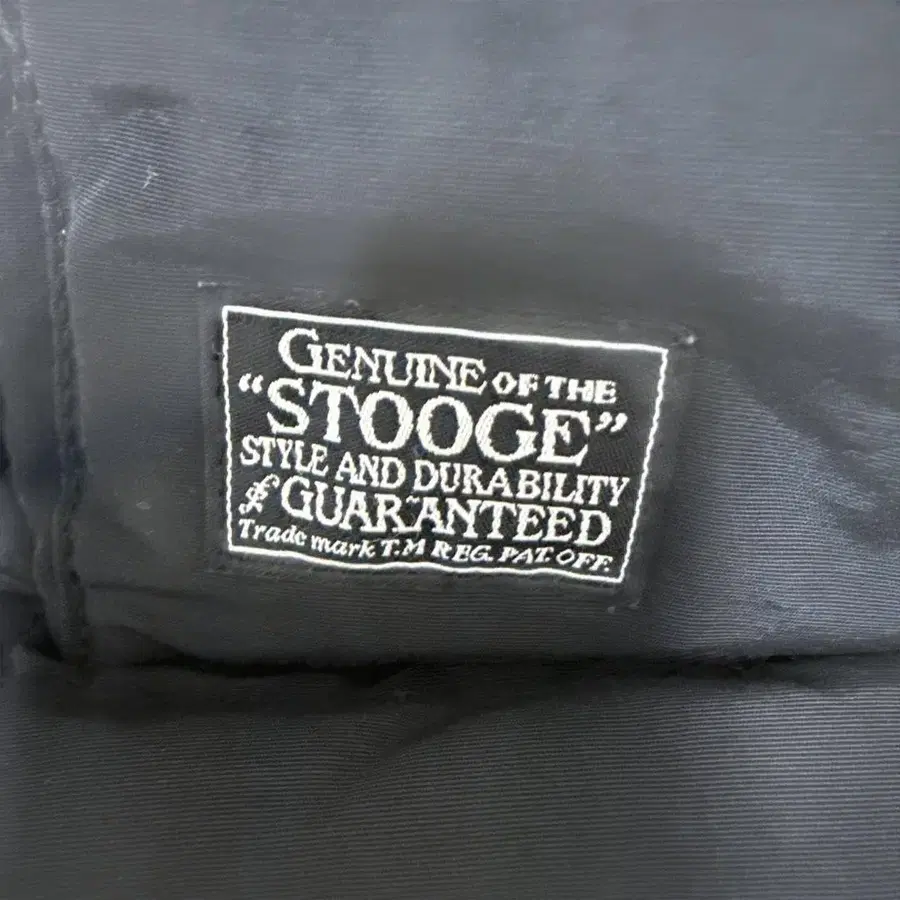 GENUINE OF THE
“STOOGE”
STYLE AND DURABILITY
GUARANTEED
Trade mark T.M REG. PAT. OFF.